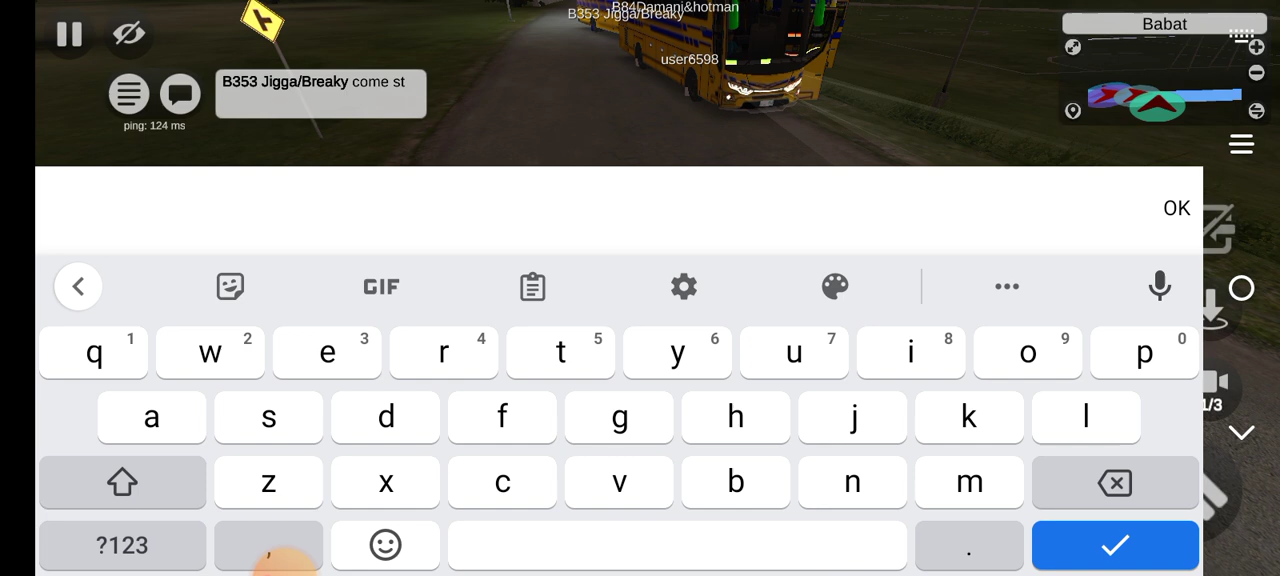 B84Damani&hotman
B353 Jigga/Breaky
user6598
Babat
B353 Jigga/Breaky come st
ping: 124 ms
OK
GIF
q 1 w 2 e 3 r 4 t 5 y 6 u 7 i 8 o 9 p 0
a s d f g h j k l
1/3
z x c v b n m
?123 , .